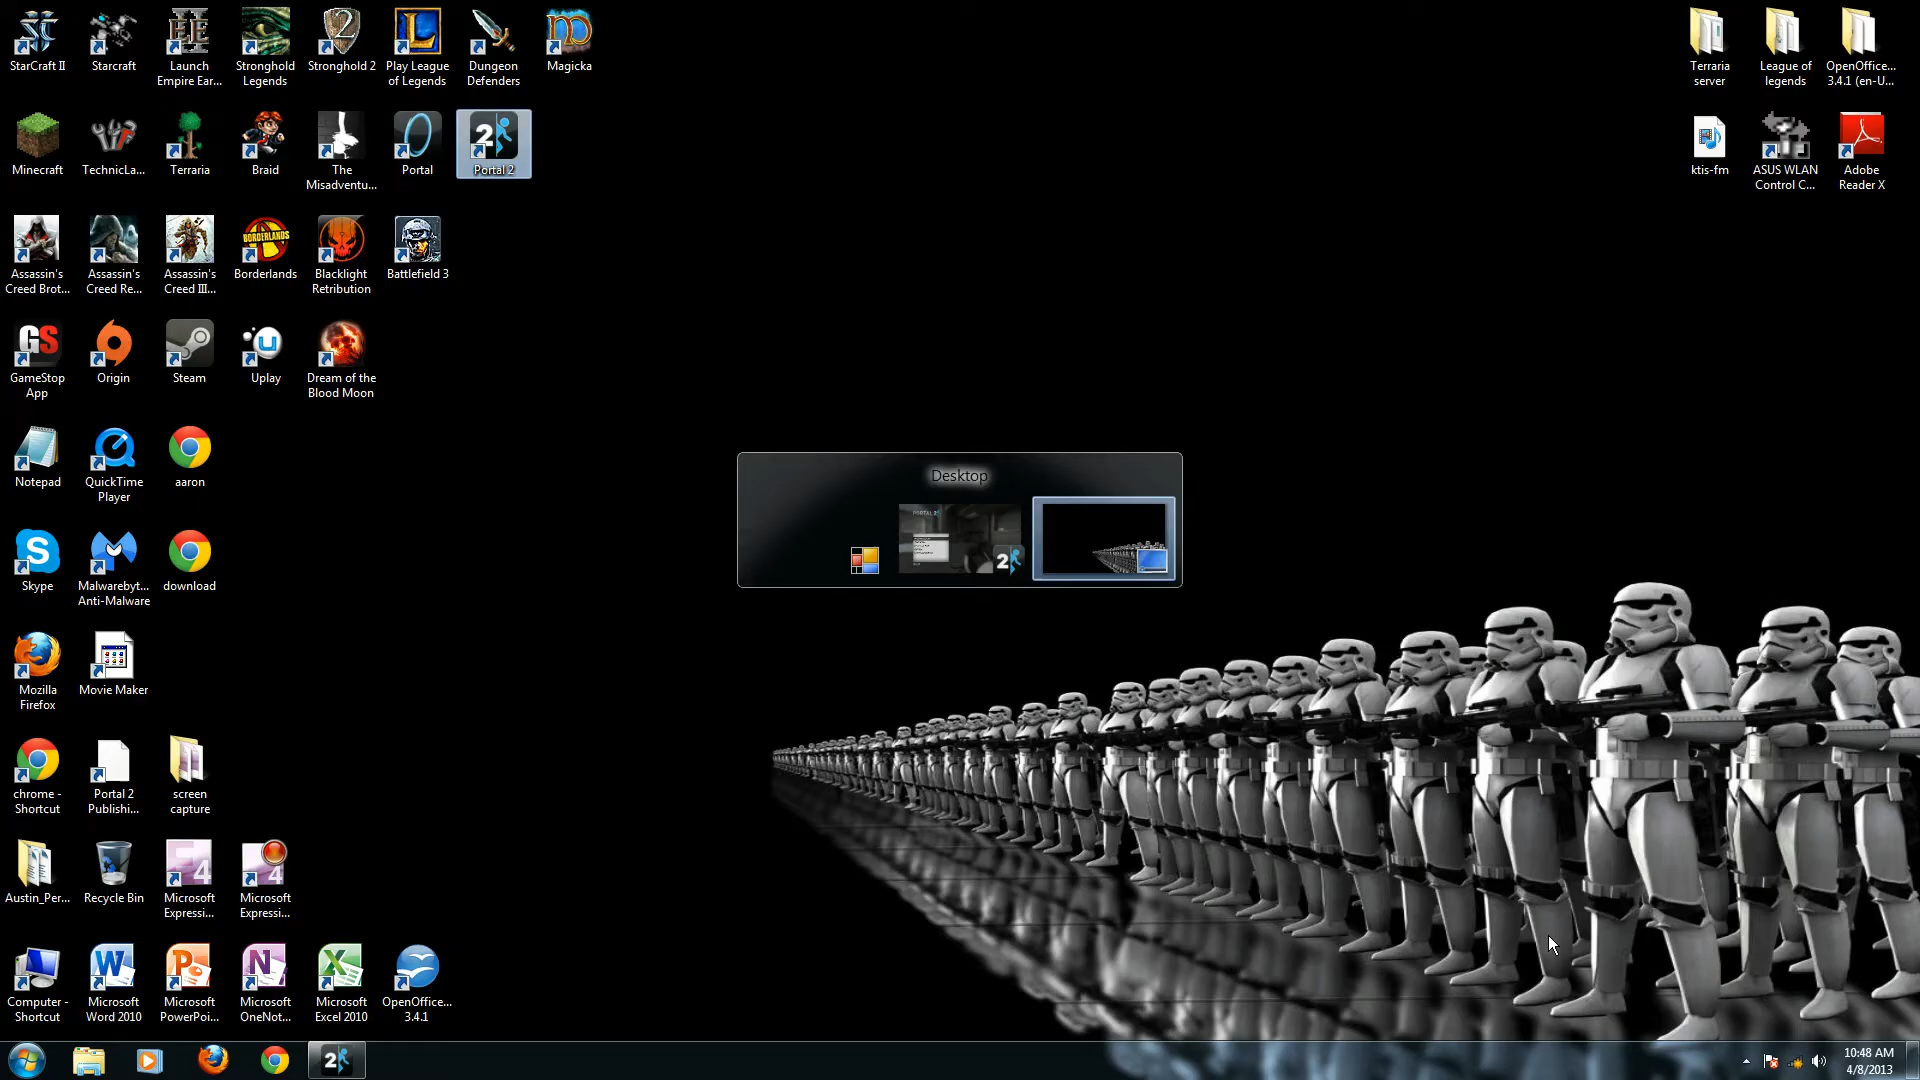 StarCraft II
Starcraft
Launch
Empire Ear...
Stronghold
Legends
Stronghold 2
Play League
of Legends
Dungeon
Defenders
Magicka
Terraria
server
League of
legends
OpenOffice...
3.4.1 (en-U...
Minecraft
TechnicLa...
Terraria
Braid
The
Misadventu...
Portal
Portal 2
ktis-fm
ASUS WLAN
Control C...
Adobe
Reader X
Assassin's
Creed Brot...
Assassin's
Creed Re...
Assassin's
Creed III...
Borderlands
Blacklight
Retribution
Battlefield 3
GameStop
App
Origin
Steam
Uplay
Dream of the
Blood Moon
Notepad
QuickTime
Player
aaron
Desktop
PORTAL 2
Skype
Malwarebyt...
Anti-Malware
download
Mozilla
Firefox
Movie Maker
chrome -
Shortcut
Portal 2
Publishi...
screen
capture
Austin_Per...
Recycle Bin
Microsoft
Expressi...
Microsoft
Expressi...
Computer -
Shortcut
Microsoft
Word 2010
Microsoft
PowerPoi...
Microsoft
OneNot...
Microsoft
Excel 2010
OpenOffice...
3.4.1
10:48 AM
4/8/2013